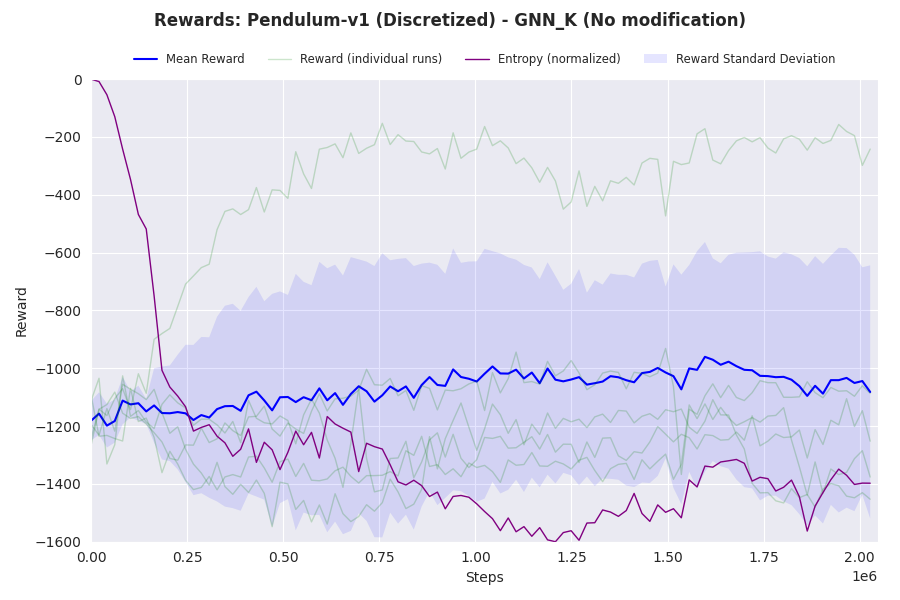 Rewards: Pendulum-v1 (Discretized) - GNN_K (No modification)
Mean Reward
Reward (individual runs)
Entropy (normalized)
Reward Standard Deviation
0
−200
−400
−600
−800
−1000
−1200
−1400
−1600
Reward
0.00
0.25
0.50
0.75
1.00
1.25
1.50
1.75
2.00
1e6
Steps